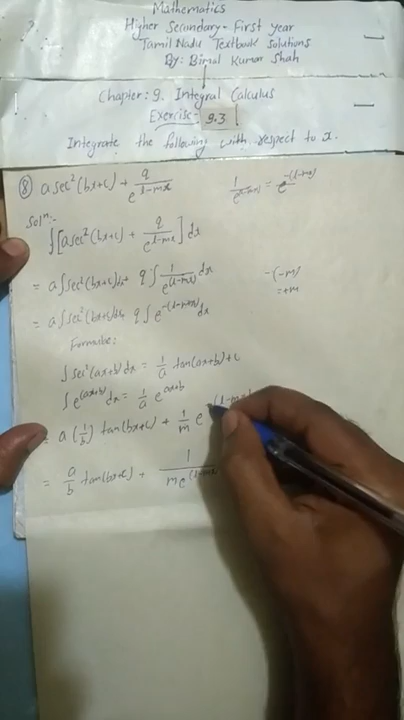 Mathematics
Higher Secondary - First year
Tamil Nadu Textbook Solutions
By: Bimal Kumar Shah
Chapter: 9. Integral Calculus
Exercise: 9.3
Integrate the following with respect to x.
⑧ a sec²(bx+c) + q/e^(l-mx)
1/e^(l-mx) = e^-(l-mx)
Solⁿ:-
∫[a sec²(bx+c) + q/e^(l-mx)] dx
= a∫sec²(bx+c)dx + q∫ 1/e^(l-mx) dx
-(-m)
= +m
= a∫sec²(bx+c)dx + q∫ e^-(l-mx) dx
Formulae:
∫sec²(ax+b)dx = 1/a tan(ax+b)+c
∫e^(ax+b) dx = 1/a e^ax+b
= a(1/b) tan(bx+c) + 1/m e^-(l-mx)
= a/b tan(bx+c) + 1/me^(l-mx)